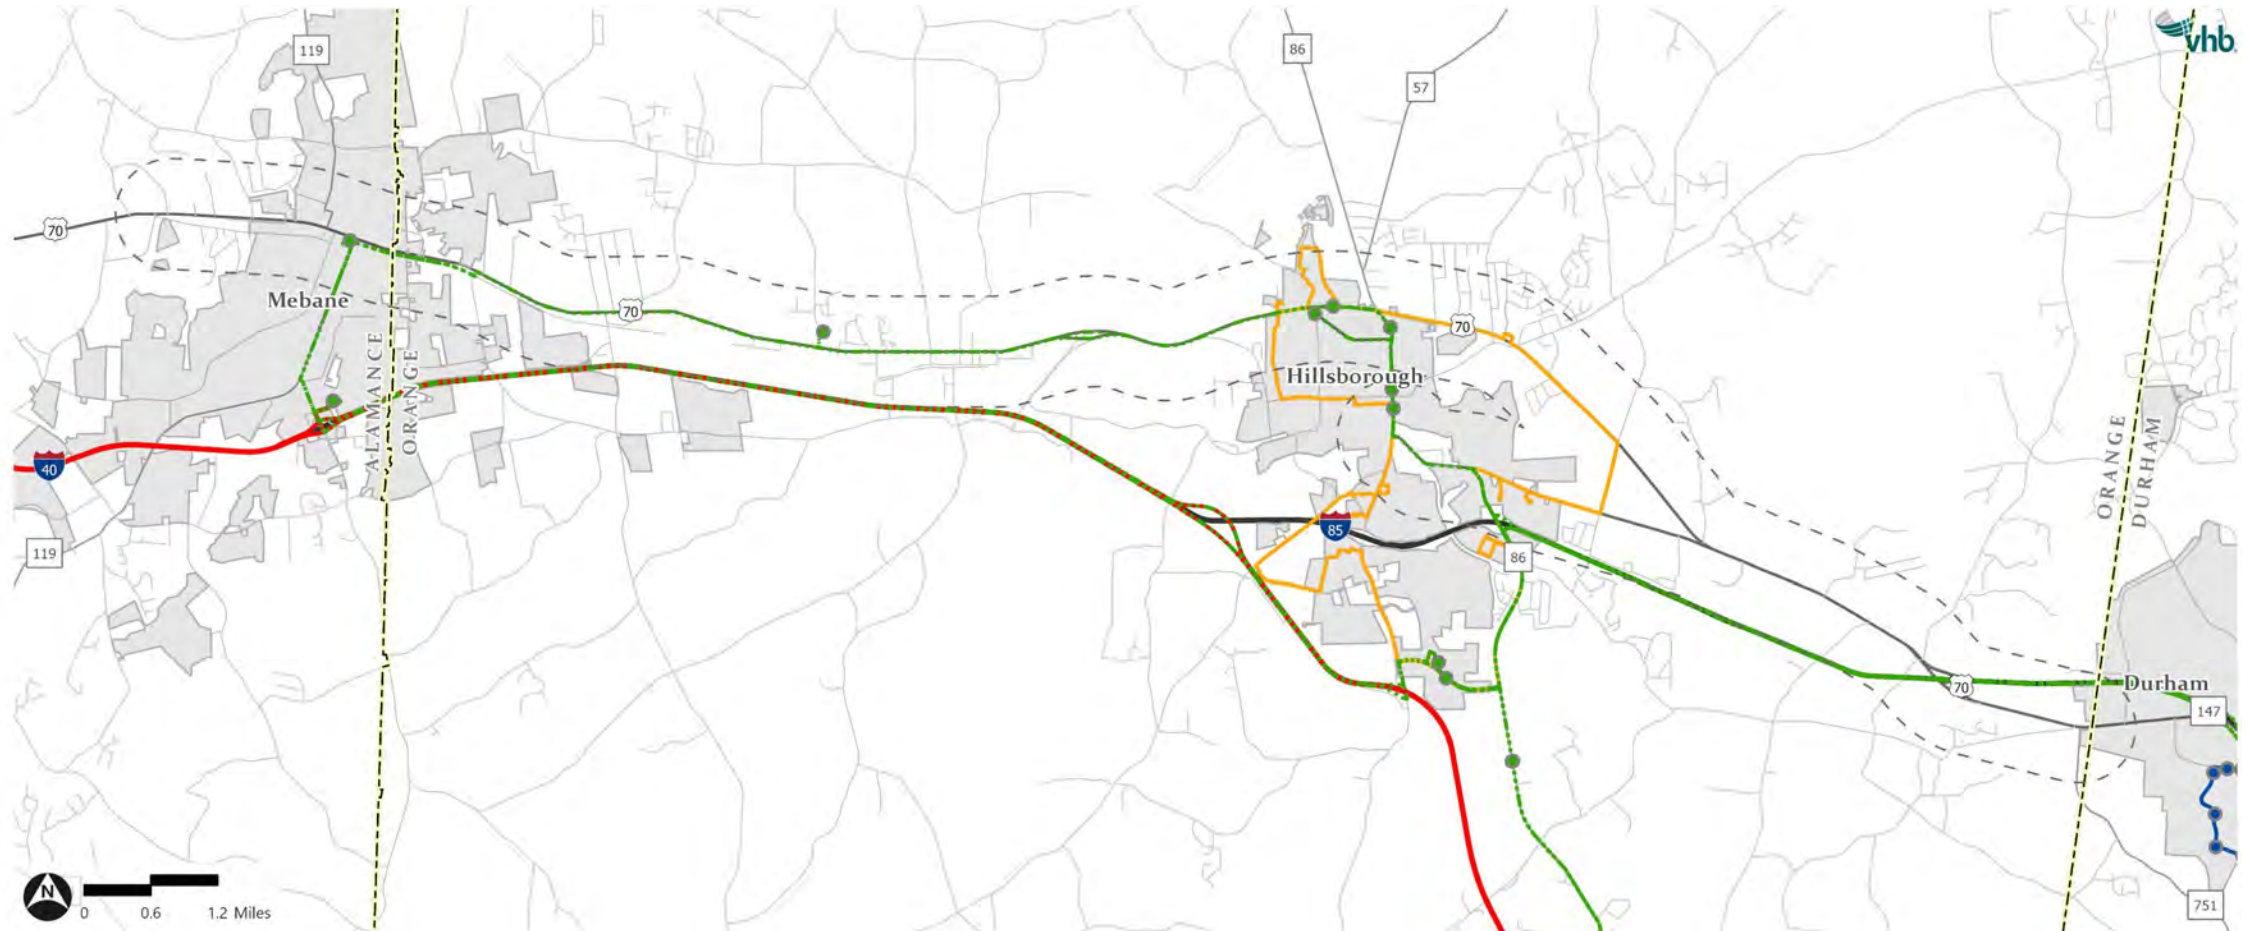 119
86
vhb
57
70
70
70
Mebane
ALAMANCE
ORANGE
Hillsborough
40
ORANGE
DURHAM
85
86
119
70
Durham
147
N
0 0.6 1.2 Miles
751